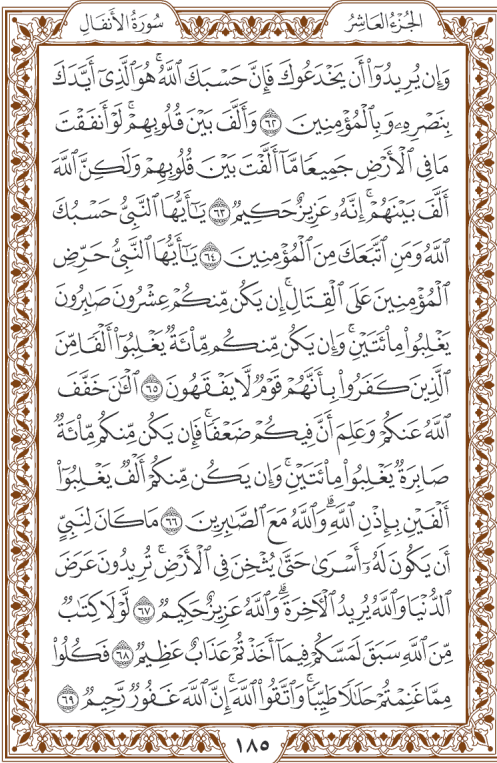 الجُزْءُ العَاشِرُ
سُورَةُ الأَنْفَالِ
وَإِن يُرِيدُوٓا۟ أَن يَخْدَعُوكَ فَإِنَّ حَسْبَكَ ٱللَّهُ ۚ هُوَ ٱلَّذِىٓ أَيَّدَكَ
بِنَصْرِهِۦ وَبِٱلْمُؤْمِنِينَ ٦٢ وَأَلَّفَ بَيْنَ قُلُوبِهِمْ ۚ لَوْ أَنفَقْتَ
مَا فِى ٱلْأَرْضِ جَمِيعًا مَّآ أَلَّفْتَ بَيْنَ قُلُوبِهِمْ وَلَٰكِنَّ ٱللَّهَ
أَلَّفَ بَيْنَهُمْ ۚ إِنَّهُۥ عَزِيزٌ حَكِيمٌ ٦٣ يَٰٓأَيُّهَا ٱلنَّبِىُّ حَسْبُكَ
ٱللَّهُ وَمَنِ ٱتَّبَعَكَ مِنَ ٱلْمُؤْمِنِينَ ٦٤ يَٰٓأَيُّهَا ٱلنَّبِىُّ حَرِّضِ
ٱلْمُؤْمِنِينَ عَلَى ٱلْقِتَالِ ۚ إِن يَكُن مِّنكُمْ عِشْرُونَ صَٰبِرُونَ
يَغْلِبُوا۟ مِا۟ئَتَيْنِ ۚ وَإِن يَكُن مِّنكُم مِّا۟ئَةٌ يَغْلِبُوٓا۟ أَلْفًا مِّنَ
ٱلَّذِينَ كَفَرُوا۟ بِأَنَّهُمْ قَوْمٌ لَّا يَفْقَهُونَ ٦٥ ٱلْـَٰٔنَ خَفَّفَ
ٱللَّهُ عَنكُمْ وَعَلِمَ أَنَّ فِيكُمْ ضَعْفًا ۚ فَإِن يَكُن مِّنكُم مِّا۟ئَةٌ
صَابِرَةٌ يَغْلِبُوا۟ مِا۟ئَتَيْنِ ۚ وَإِن يَكُن مِّنكُمْ أَلْفٌ يَغْلِبُوٓا۟
أَلْفَيْنِ بِإِذْنِ ٱللَّهِ ۗ وَٱللَّهُ مَعَ ٱلصَّٰبِرِينَ ٦٦ مَا كَانَ لِنَبِىٍّ
أَن يَكُونَ لَهُۥٓ أَسْرَىٰ حَتَّىٰ يُثْخِنَ فِى ٱلْأَرْضِ ۚ تُرِيدُونَ عَرَضَ
ٱلدُّنْيَا وَٱللَّهُ يُرِيدُ ٱلْءَاخِرَةَ ۗ وَٱللَّهُ عَزِيزٌ حَكِيمٌ ٦٧ لَّوْلَا كِتَٰبٌ
مِّنَ ٱللَّهِ سَبَقَ لَمَسَّكُمْ فِيمَآ أَخَذْتُمْ عَذَابٌ عَظِيمٌ ٦٨ فَكُلُوا۟
مِمَّا غَنِمْتُمْ حَلَٰلًا طَيِّبًا ۚ وَٱتَّقُوا۟ ٱللَّهَ ۚ إِنَّ ٱللَّهَ غَفُورٌ رَّحِيمٌ ٦٩
١٨٥